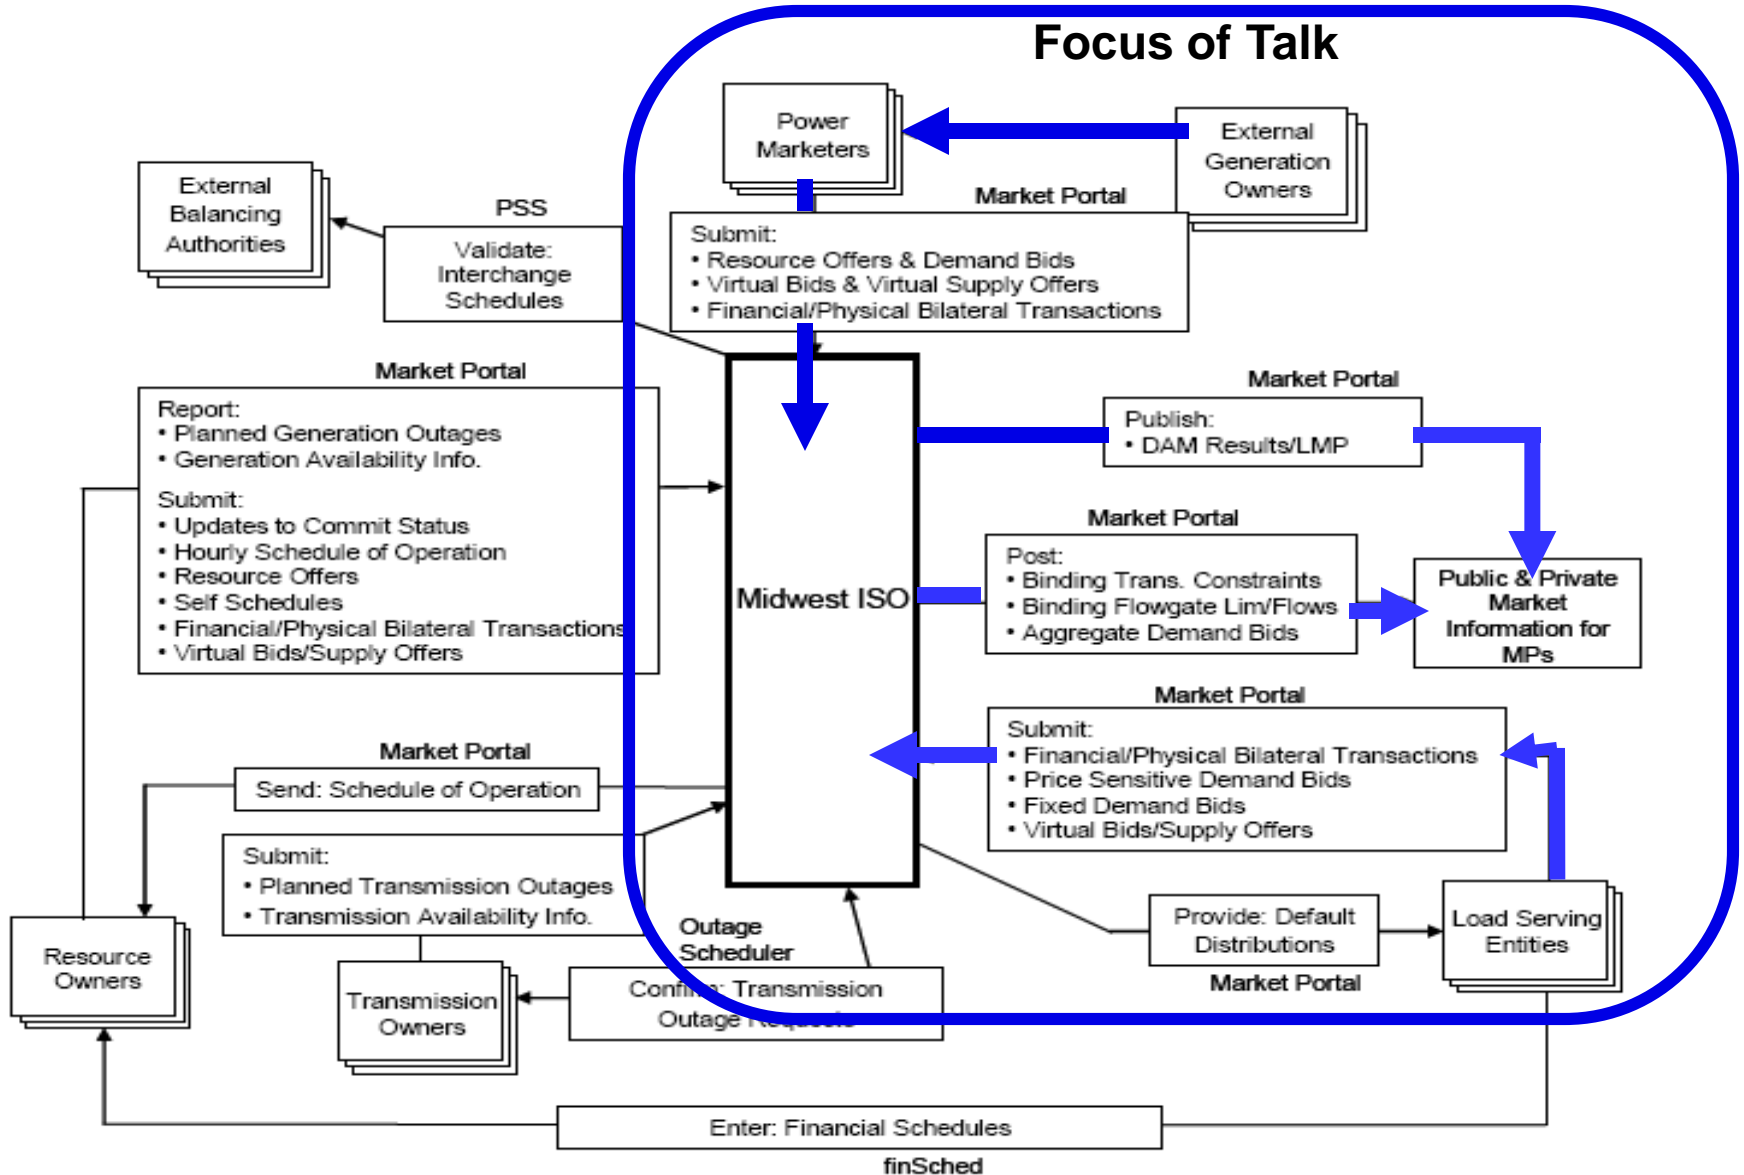 Focus of Talk
Power
Marketers
External
Generation
Owners
External
Balancing
Authorities
PSS
Validate:
Interchange
Schedules
Market Portal
Submit:
• Resource Offers & Demand Bids
• Virtual Bids & Virtual Supply Offers
• Financial/Physical Bilateral Transactions
Market Portal
Report:
• Planned Generation Outages
• Generation Availability Info.
Submit:
• Updates to Commit Status
• Hourly Schedule of Operation
• Resource Offers
• Self Schedules
• Financial/Physical Bilateral Transactions
• Virtual Bids/Supply Offers
Midwest ISO
Market Portal
Publish:
• DAM Results/LMP
Market Portal
Post:
• Binding Trans. Constraints
• Binding Flowgate Lim/Flows
• Aggregate Demand Bids
Public & Private
Market
Information for
MPs
Market Portal
Submit:
• Financial/Physical Bilateral Transactions
• Price Sensitive Demand Bids
• Fixed Demand Bids
• Virtual Bids/Supply Offers
Market Portal
Send: Schedule of Operation
Submit:
• Planned Transmission Outages
• Transmission Availability Info.
Outage
Scheduler
Provide: Default
Distributions
Market Portal
Load Serving
Entities
Resource
Owners
Transmission
Owners
Confirm: Transmission
Outage Requests
Enter: Financial Schedules
finSched